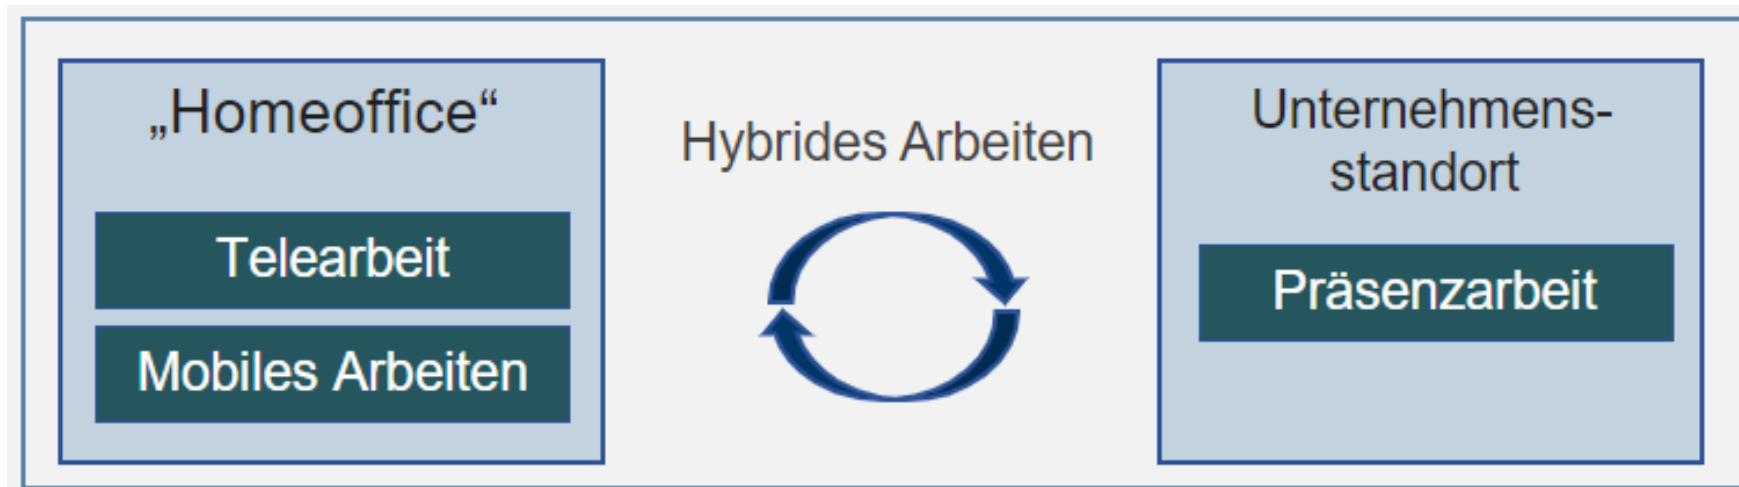 „Homeoffice“
Telearbeit
Mobiles Arbeiten
Hybrides Arbeiten
Unternehmens-
standort
Präsenzarbeit